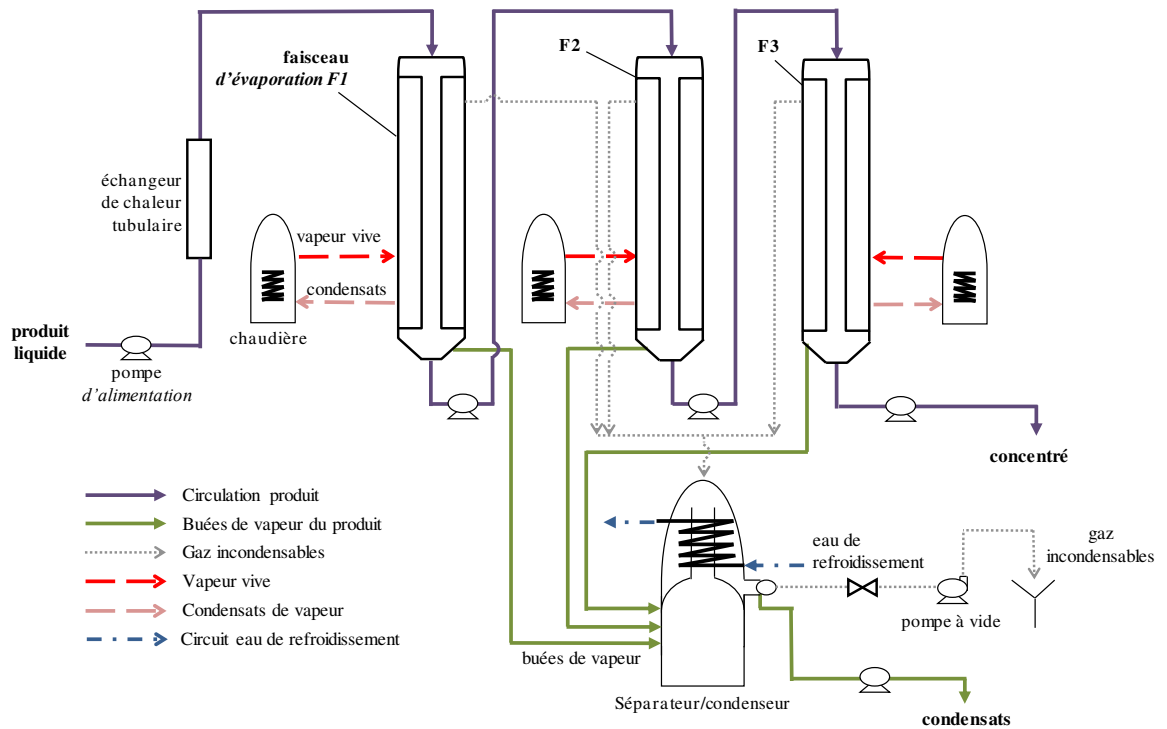 faisceau
d'évaporation F1
F2
F3
échangeur
de chaleur
tubulaire
vapeur vive
condensats
chaudière
produit
liquide
pompe
d'alimentation
concentré
Circulation produit
Buées de vapeur du produit
Gaz incondensables
Vapeur vive
Condensats de vapeur
Circuit eau de refroidissement
eau de
refroidissement
gaz
incondensables
pompe à vide
buées de vapeur
Séparateur/condenseur
condensats